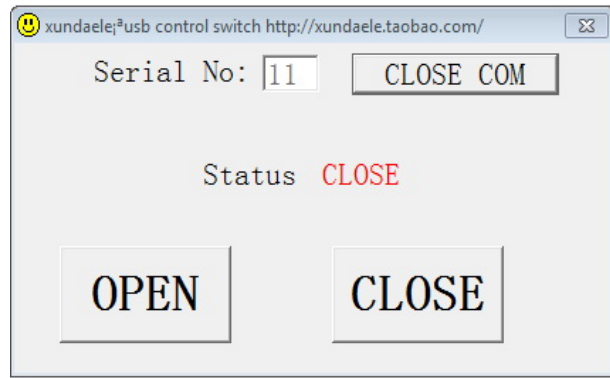 xundaele¡ªusb control switch http://xundaele.taobao.com/
Serial No: 11 CLOSE COM
Status CLOSE
OPEN CLOSE